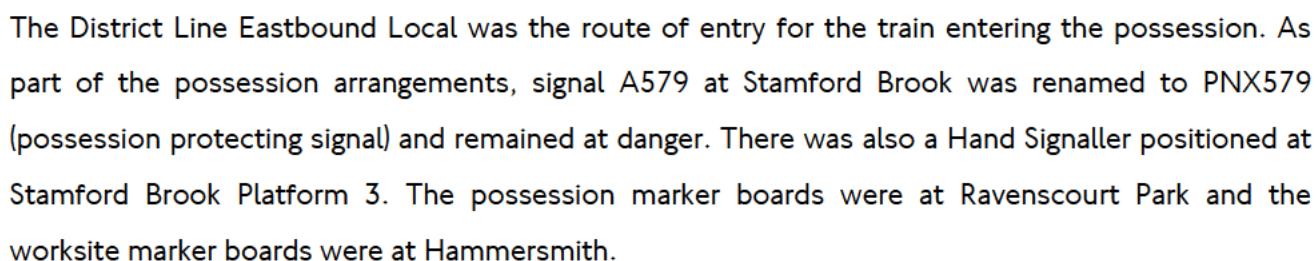 The District Line Eastbound Local was the route of entry for the train entering the possession. As
part of the possession arrangements, signal A579 at Stamford Brook was renamed to PNX579
(possession protecting signal) and remained at danger. There was also a Hand Signaller positioned at
Stamford Brook Platform 3. The possession marker boards were at Ravenscourt Park and the
worksite marker boards were at Hammersmith.